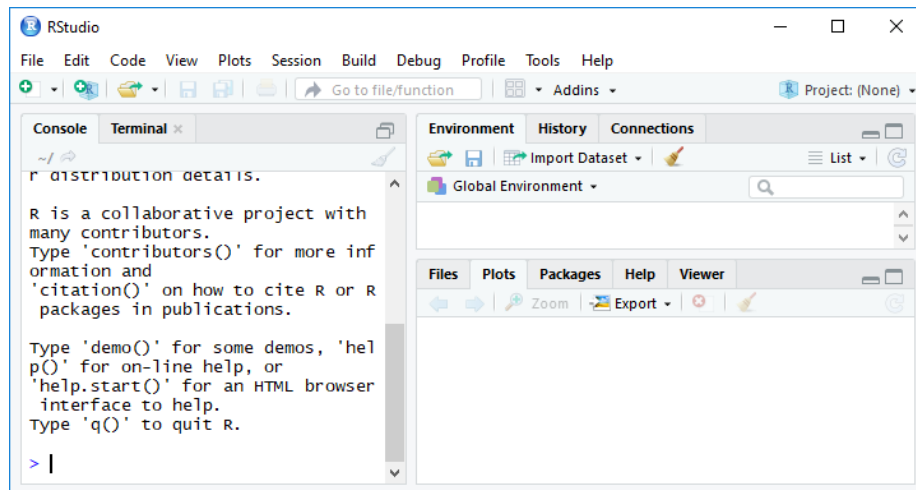 RStudio
File Edit Code View Plots Session Build Debug Profile Tools Help
Go to file/function Addins Project: (None)
Console Terminal
~/
r distribution details.
R is a collaborative project with
many contributors.
Type 'contributors()' for more inf
ormation and
'citation()' on how to cite R or R
packages in publications.
Type 'demo()' for some demos, 'hel
p()' for on-line help, or
'help.start()' for an HTML browser
interface to help.
Type 'q()' to quit R.
>
Environment History Connections
Import Dataset List
Global Environment
Files Plots Packages Help Viewer
Zoom Export